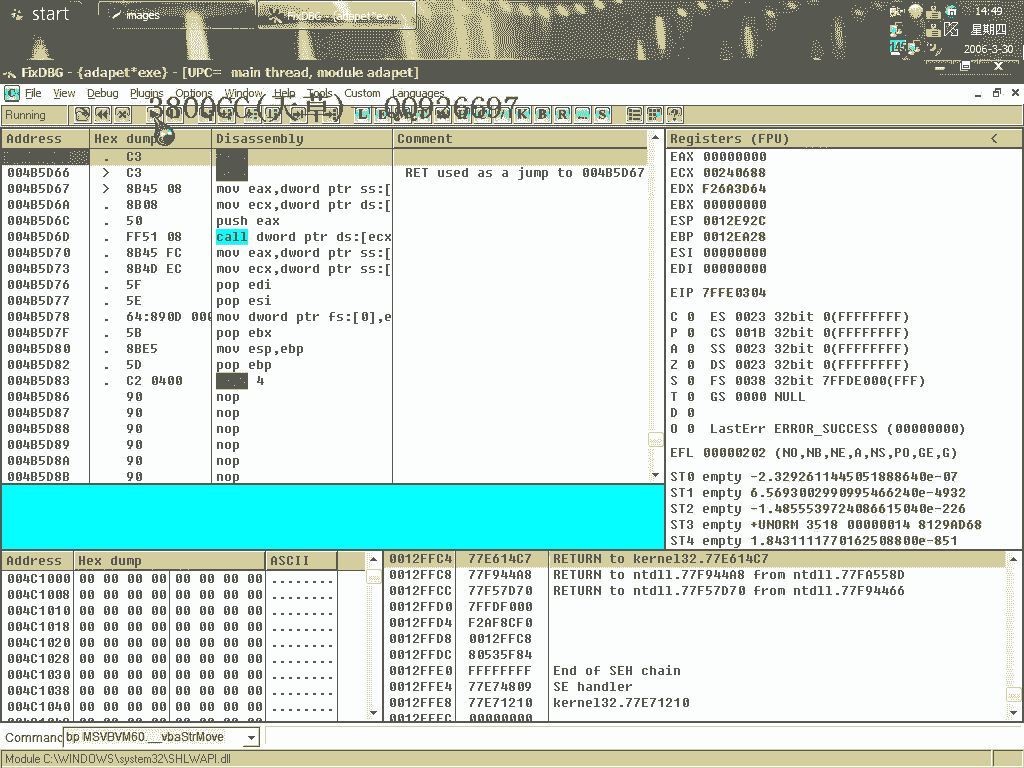 start
images
FixDBG - {adapet*ex...
14:49
星期四
2006-3-30
FixDBG - {adapet*exe} - [UPC= main thread, module adapet]
C File View Debug Plugins Options Window Help Tools Custom Languages
3800CC(天草) 00936697
Running
L E K B R ... S ?
Address Hex dump Disassembly Comment
. C3
004B5D66 > C3 RET used as a jump to 004B5D67
004B5D67 > 8B45 08 mov eax,dword ptr ss:[
004B5D6A . 8B08 mov ecx,dword ptr ds:[
004B5D6C . 50 push eax
004B5D6D . FF51 08 call dword ptr ds:[ecx
004B5D70 . 8B45 FC mov eax,dword ptr ss:[
004B5D73 . 8B4D EC mov ecx,dword ptr ss:[
004B5D76 . 5F pop edi
004B5D77 . 5E pop esi
004B5D78 . 64:890D 000 mov dword ptr fs:[0],e
004B5D7F . 5B pop ebx
004B5D80 . 8BE5 mov esp,ebp
004B5D82 . 5D pop ebp
004B5D83 . C2 0400 4
004B5D86 90 nop
004B5D87 90 nop
004B5D88 90 nop
004B5D89 90 nop
004B5D8A 90 nop
004B5D8B 90 nop
Registers (FPU) <
EAX 00000000
ECX 00240688
EDX F26A3D64
EBX 00000000
ESP 0012E92C
EBP 0012EA28
ESI 00000000
EDI 00000000
EIP 7FFE0304
C 0 ES 0023 32bit 0(FFFFFFFF)
P 0 CS 001B 32bit 0(FFFFFFFF)
A 0 SS 0023 32bit 0(FFFFFFFF)
Z 0 DS 0023 32bit 0(FFFFFFFF)
S 0 FS 0038 32bit 7FFDE000(FFF)
T 0 GS 0000 NULL
D 0
O 0 LastErr ERROR_SUCCESS (00000000)
EFL 00000202 (NO,NB,NE,A,NS,PO,GE,G)
ST0 empty -2.3292611445051888640e-07
ST1 empty 6.5693002990995466240e-4932
ST2 empty -1.4855539724086615040e-226
ST3 empty +UNORM 3518 00000014 8129AD68
ST4 empty 1.8431111770162508800e-851
Address Hex dump ASCII
004C1000 00 00 00 00 00 00 00 00 ........
004C1008 00 00 00 00 00 00 00 00 ........
004C1010 00 00 00 00 00 00 00 00 ........
004C1018 00 00 00 00 00 00 00 00 ........
004C1020 00 00 00 00 00 00 00 00 ........
004C1028 00 00 00 00 00 00 00 00 ........
004C1030 00 00 00 00 00 00 00 00 ........
004C1038 00 00 00 00 00 00 00 00 ........
004C1040 00 00 00 00 00 00 00 00 ........
0012FFC4 77E614C7 RETURN to kernel32.77E614C7
0012FFC8 77F944A8 RETURN to ntdll.77F944A8 from ntdll.77FA558D
0012FFCC 77F57D70 RETURN to ntdll.77F57D70 from ntdll.77F94466
0012FFD0 7FFDF000
0012FFD4 F2AF8CF0
0012FFD8 0012FFC8
0012FFDC 80535F84
0012FFE0 FFFFFFFF End of SEH chain
0012FFE4 77E74809 SE handler
0012FFE8 77E71210 kernel32.77E71210
0012FFEC 00000000
Command bp MSVBVM60.__vbaStrMove
Module C:\WINDOWS\system32\SHLWAPI.dll